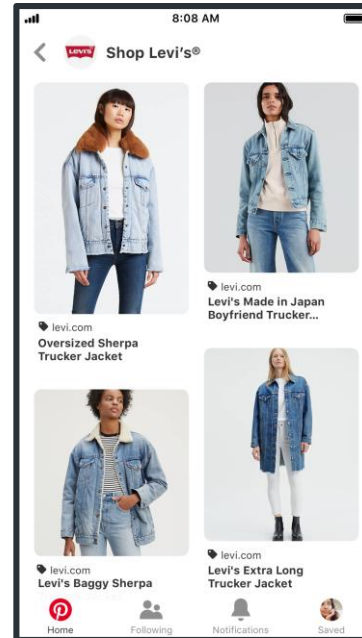 8:08 AM
LEVI'S
Shop Levi's®
levi.com
Oversized Sherpa
Trucker Jacket
levi.com
Levi's Made in Japan
Boyfriend Trucker...
levi.com
Levi's Baggy Sherpa
levi.com
Levi's Extra Long
Trucker Jacket
Home
Following
Notifications
Saved